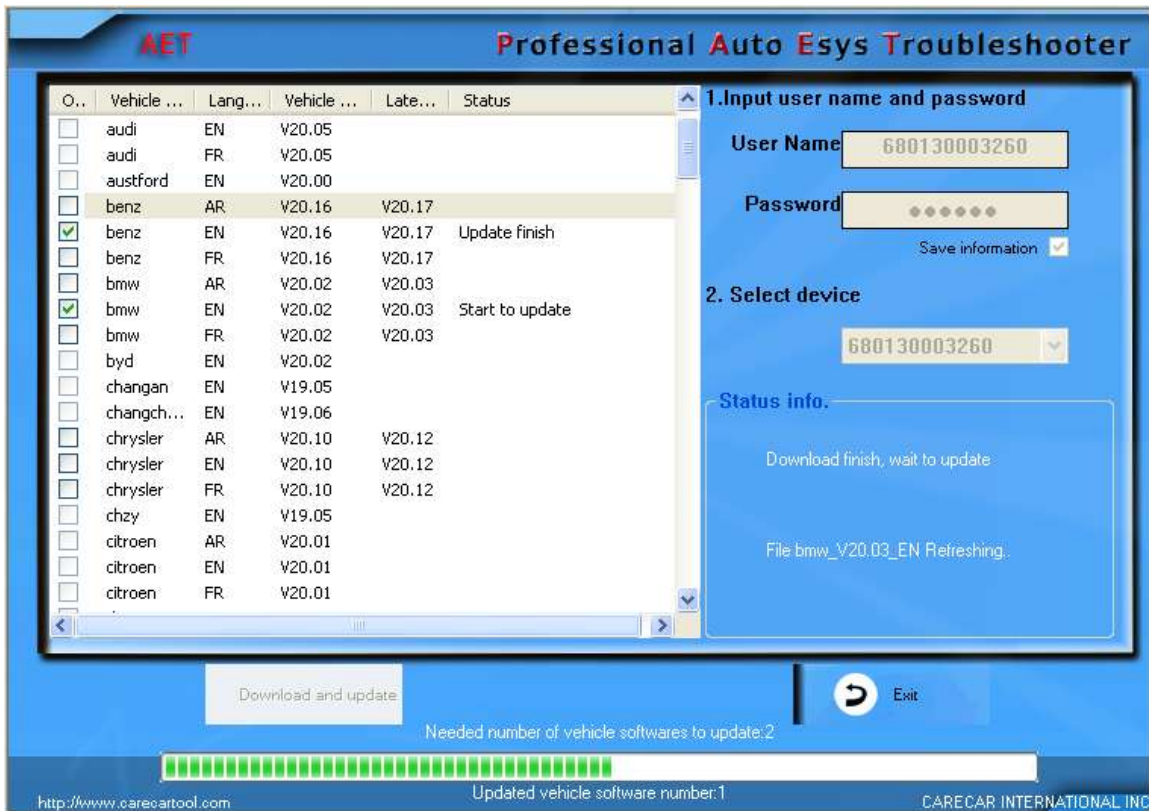 AET Professional Auto Esys Troubleshooter
O.. Vehicle ... Lang... Vehicle ... Late... Status
audi EN V20.05
audi FR V20.05
austford EN V20.00
benz AR V20.16 V20.17
benz EN V20.16 V20.17 Update finish
benz FR V20.16 V20.17
bmw AR V20.02 V20.03
bmw EN V20.02 V20.03 Start to update
bmw FR V20.02 V20.03
byd EN V20.02
changan EN V19.05
changch... EN V19.06
chrysler AR V20.10 V20.12
chrysler EN V20.10 V20.12
chrysler FR V20.10 V20.12
chzy EN V19.05
citroen AR V20.01
citroen EN V20.01
citroen FR V20.01
1.Input user name and password
User Name 680130003260
Password ●●●●●●
Save information
2. Select device
680130003260
Status info.
Download finish, wait to update
File bmw_V20.03_EN Refreshing..
Download and update
Exit
Needed number of vehicle softwares to update:2
Updated vehicle software number:1
http://www.carecartool.com
CARECAR INTERNATIONAL INC